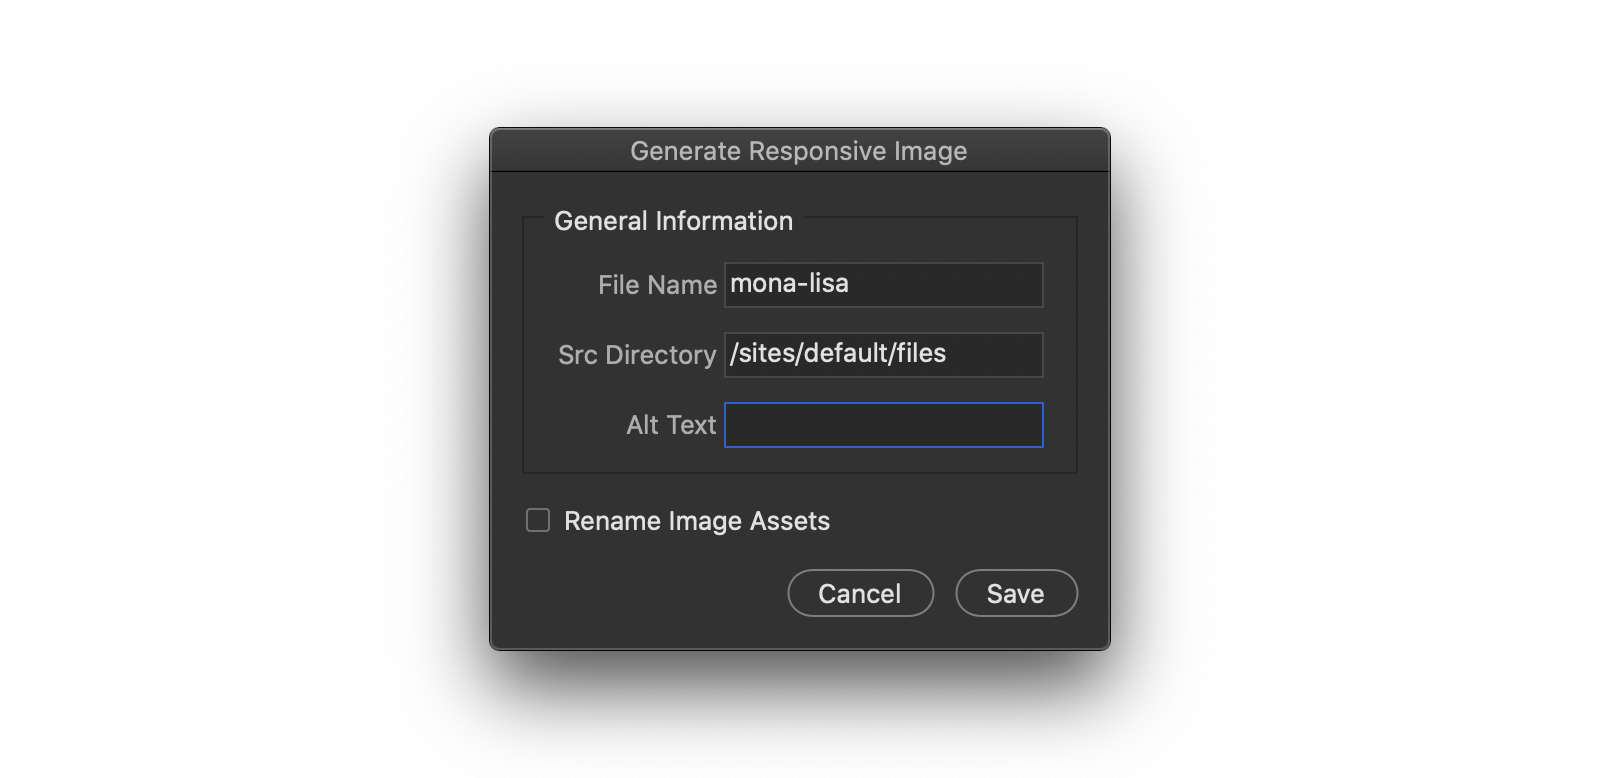 Generate Responsive Image
General Information
File Name mona-lisa
Src Directory /sites/default/files
Alt Text
Rename Image Assets
Cancel Save